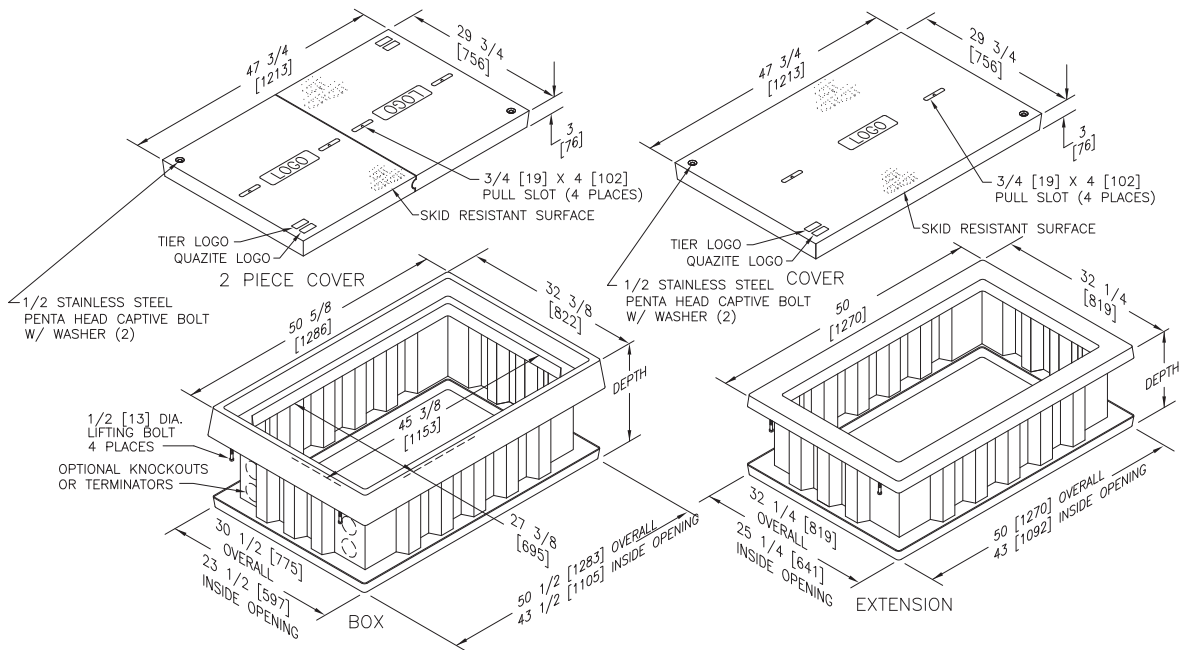 47 3/4
[1213]
29 3/4
[756]
3
[76]
LOGO
LOGO
3/4 [19] X 4 [102]
PULL SLOT (4 PLACES)
SKID RESISTANT SURFACE
TIER LOGO
QUAZITE LOGO
2 PIECE COVER
1/2 STAINLESS STEEL
PENTA HEAD CAPTIVE BOLT
W/ WASHER (2)
47 3/4
[1213]
29 3/4
[756]
3
[76]
LOGO
3/4 [19] X 4 [102]
PULL SLOT (4 PLACES)
SKID RESISTANT SURFACE
TIER LOGO
QUAZITE LOGO
COVER
1/2 STAINLESS STEEL
PENTA HEAD CAPTIVE BOLT
W/ WASHER (2)
50 5/8
[1286]
32 3/8
[822]
DEPTH
45 3/8
[1153]
1/2 [13] DIA.
LIFTING BOLT
4 PLACES
OPTIONAL KNOCKOUTS
OR TERMINATORS
27 3/8
[695]
30 1/2 [775]
OVERALL
23 1/2 [597]
INSIDE OPENING
50 1/2 [1283] OVERALL
43 1/2 [1105] INSIDE OPENING
BOX
50
[1270]
32 1/4
[819]
DEPTH
32 1/4 [819]
OVERALL
25 1/4 [641]
INSIDE OPENING
50 [1270] OVERALL
43 [1092] INSIDE OPENING
EXTENSION